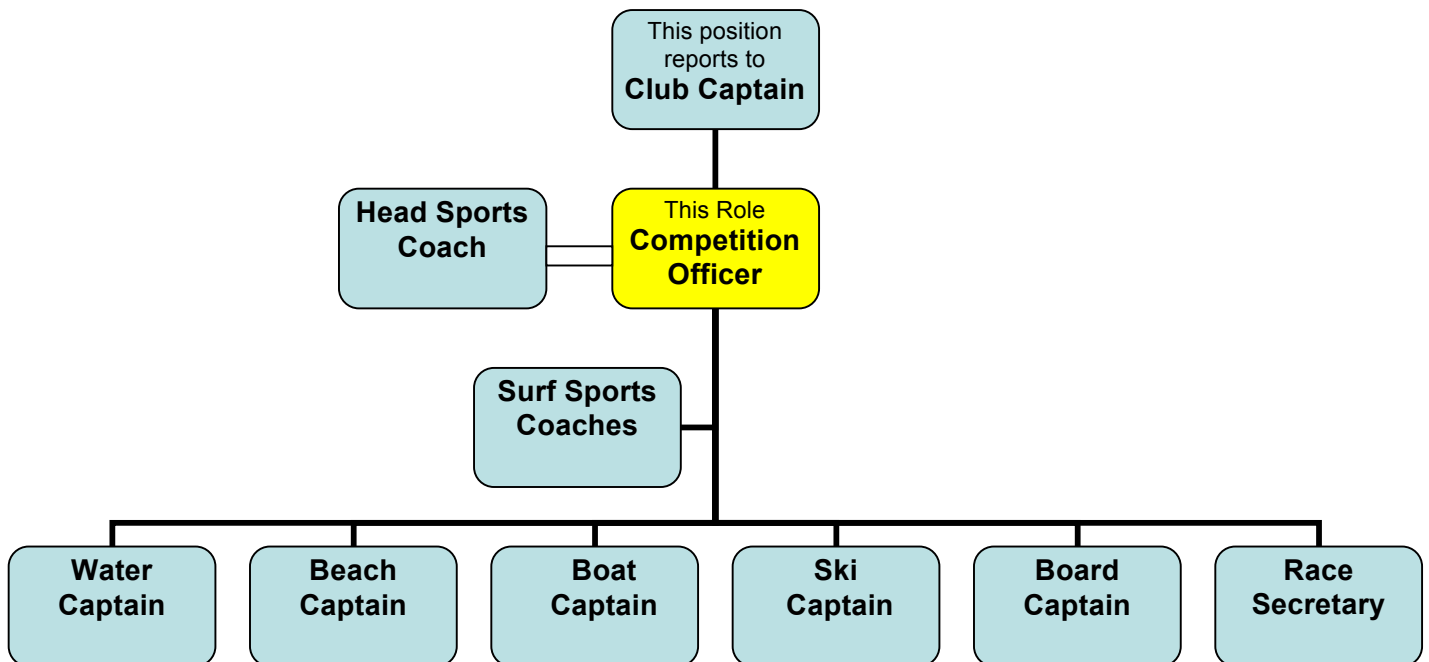 This position
reports to
Club Captain
Head Sports
Coach
This Role
Competition
Officer
Surf Sports
Coaches
Water
Captain
Beach
Captain
Boat
Captain
Ski
Captain
Board
Captain
Race
Secretary